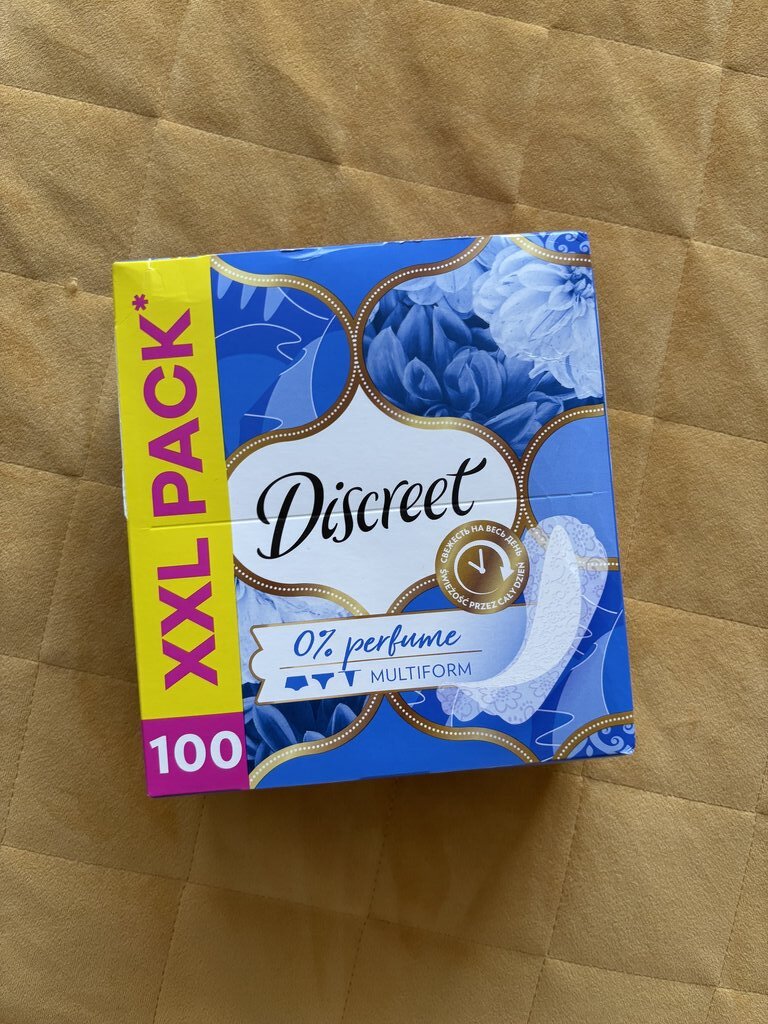 XXL PACK*
100
Discreet
СВЕЖЕСТЬ НА ВЕСЬ ДЕНЬ
ŚWIEŻOŚĆ PRZEZ CAŁY DZIEŃ
0% perfume
MULTIFORM